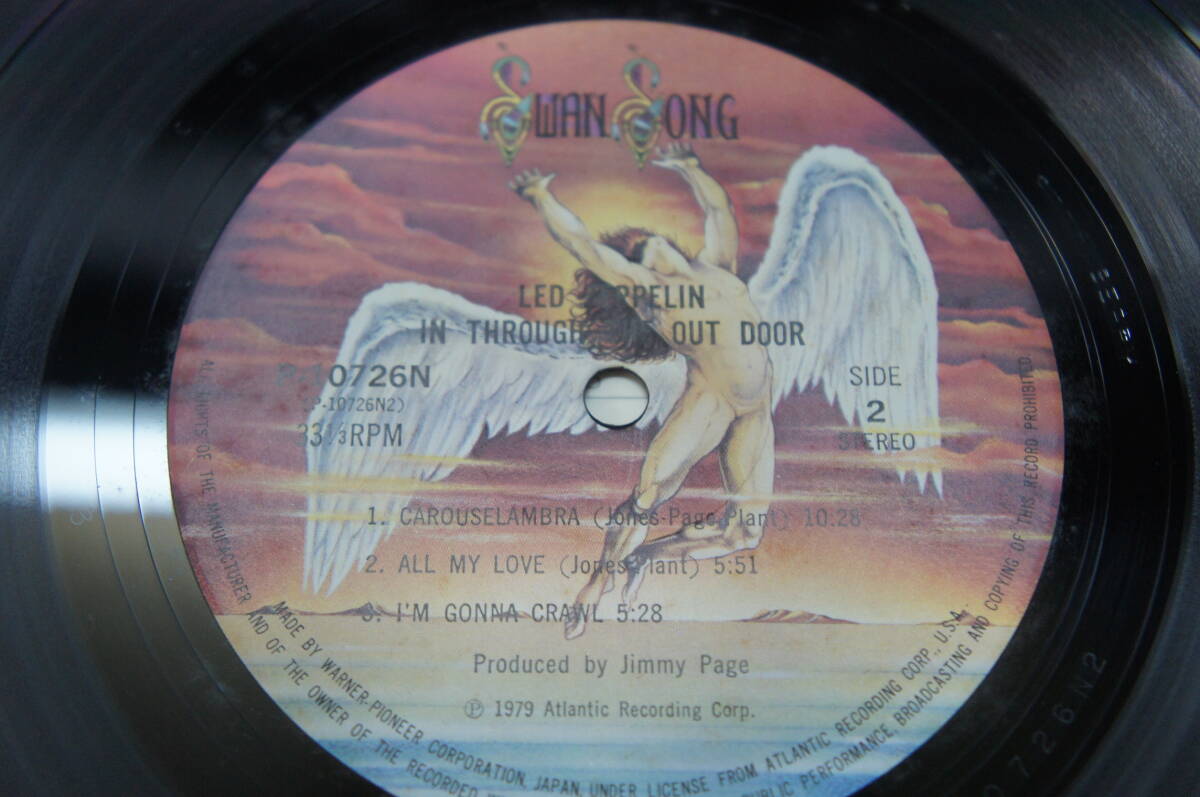 SWAN SONG
LED ZEPPELIN
IN THROUGH OUT DOOR
P-10726N
(P-10726N2)
33⅓RPM
SIDE
2
STEREO
1. CAROUSELAMBRA (Jones-Page-Plant) 10:28
2. ALL MY LOVE (Jones-Plant) 5:51
3. I'M GONNA CRAWL 5:28
Produced by Jimmy Page
Ⓟ 1979 Atlantic Recording Corp.
MADE BY WARNER-PIONEER CORPORATION, JAPAN, UNDER LICENSE FROM ATLANTIC RECORDING CORP., U.S.A.
ALL RIGHTS OF THE MANUFACTURER AND OF THE OWNER OF THE RECORDED PUBLIC PERFORMANCE, BROADCASTING AND COPYING OF THIS RECORD PROHIBITED.
0726N2